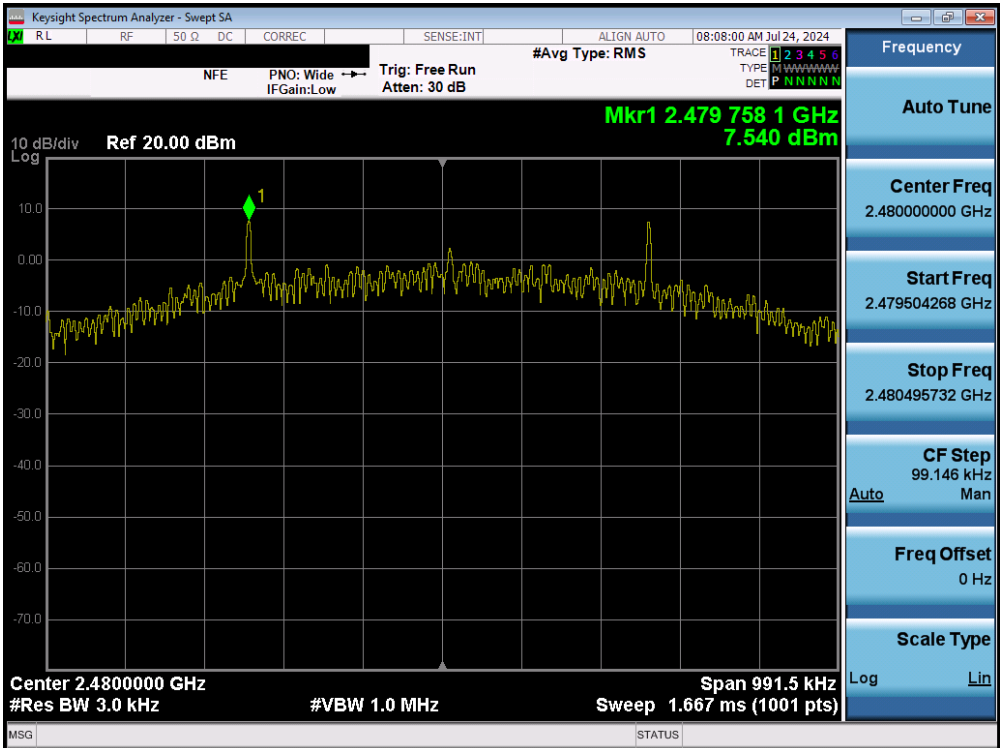 Keysight Spectrum Analyzer - Swept SA
LXI RL RF 50 Ω DC CORREC SENSE:INT ALIGN AUTO 08:08:00 AM Jul 24, 2024
NFE PNO: Wide Trig: Free Run #Avg Type: RMS TRACE 1 2 3 4 5 6
IFGain:Low Atten: 30 dB TYPE M WWWWW
DET P N N N N N
Mkr1 2.479 758 1 GHz
7.540 dBm
10 dB/div Ref 20.00 dBm
Log
1
10.0
0.00
-10.0
-20.0
-30.0
-40.0
-50.0
-60.0
-70.0
Center 2.4800000 GHz Span 991.5 kHz
#Res BW 3.0 kHz #VBW 1.0 MHz Sweep 1.667 ms (1001 pts)
MSG STATUS
Frequency
Auto Tune
Center Freq
2.480000000 GHz
Start Freq
2.479504268 GHz
Stop Freq
2.480495732 GHz
CF Step
99.146 kHz
Auto Man
Freq Offset
0 Hz
Scale Type
Log Lin